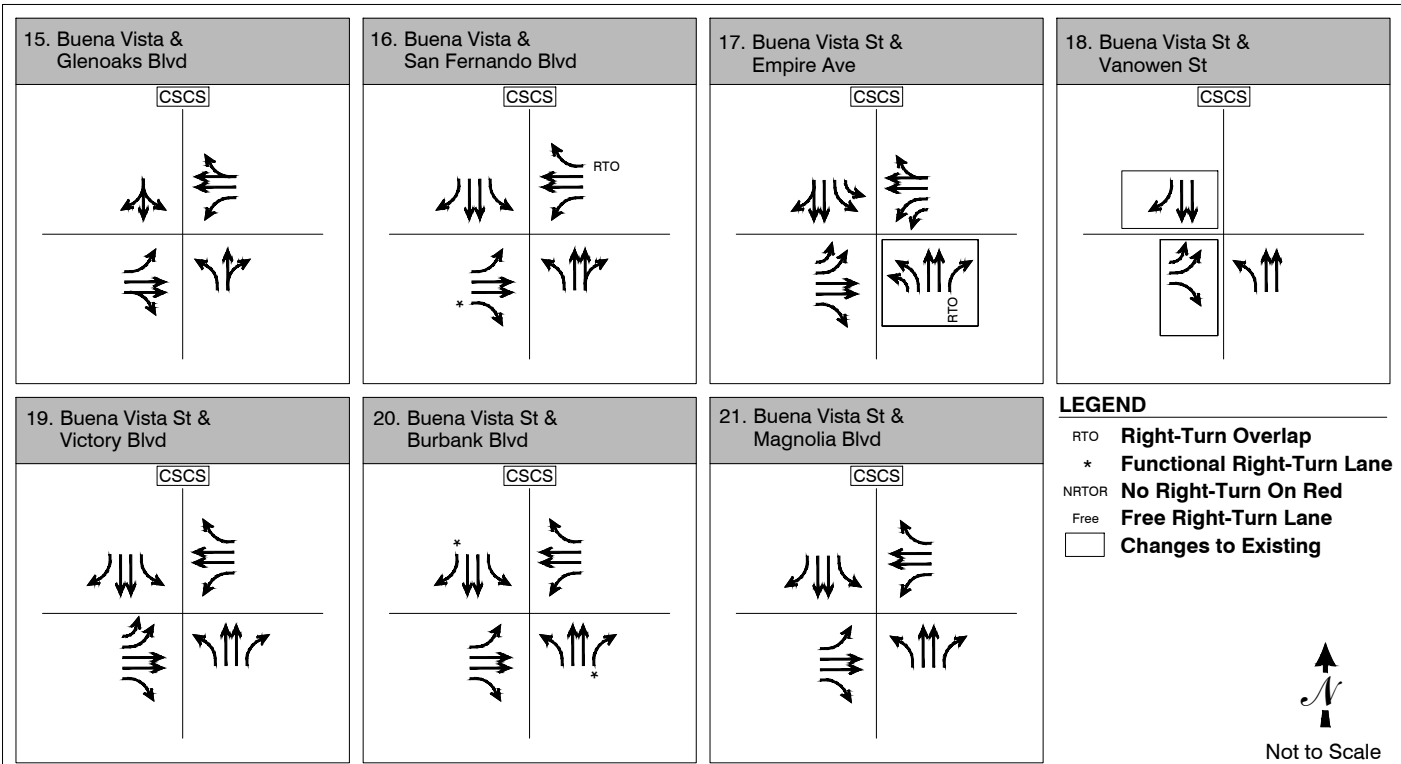 15. Buena Vista &
Glenoaks Blvd
CSCS
16. Buena Vista &
San Fernando Blvd
CSCS
RTO
*
17. Buena Vista St &
Empire Ave
CSCS
RTO
18. Buena Vista St &
Vanowen St
CSCS
19. Buena Vista St &
Victory Blvd
CSCS
20. Buena Vista St &
Burbank Blvd
CSCS
*
*
21. Buena Vista St &
Magnolia Blvd
CSCS
LEGEND
RTO Right-Turn Overlap
* Functional Right-Turn Lane
NRTOR No Right-Turn On Red
Free Free Right-Turn Lane
Changes to Existing
N
Not to Scale